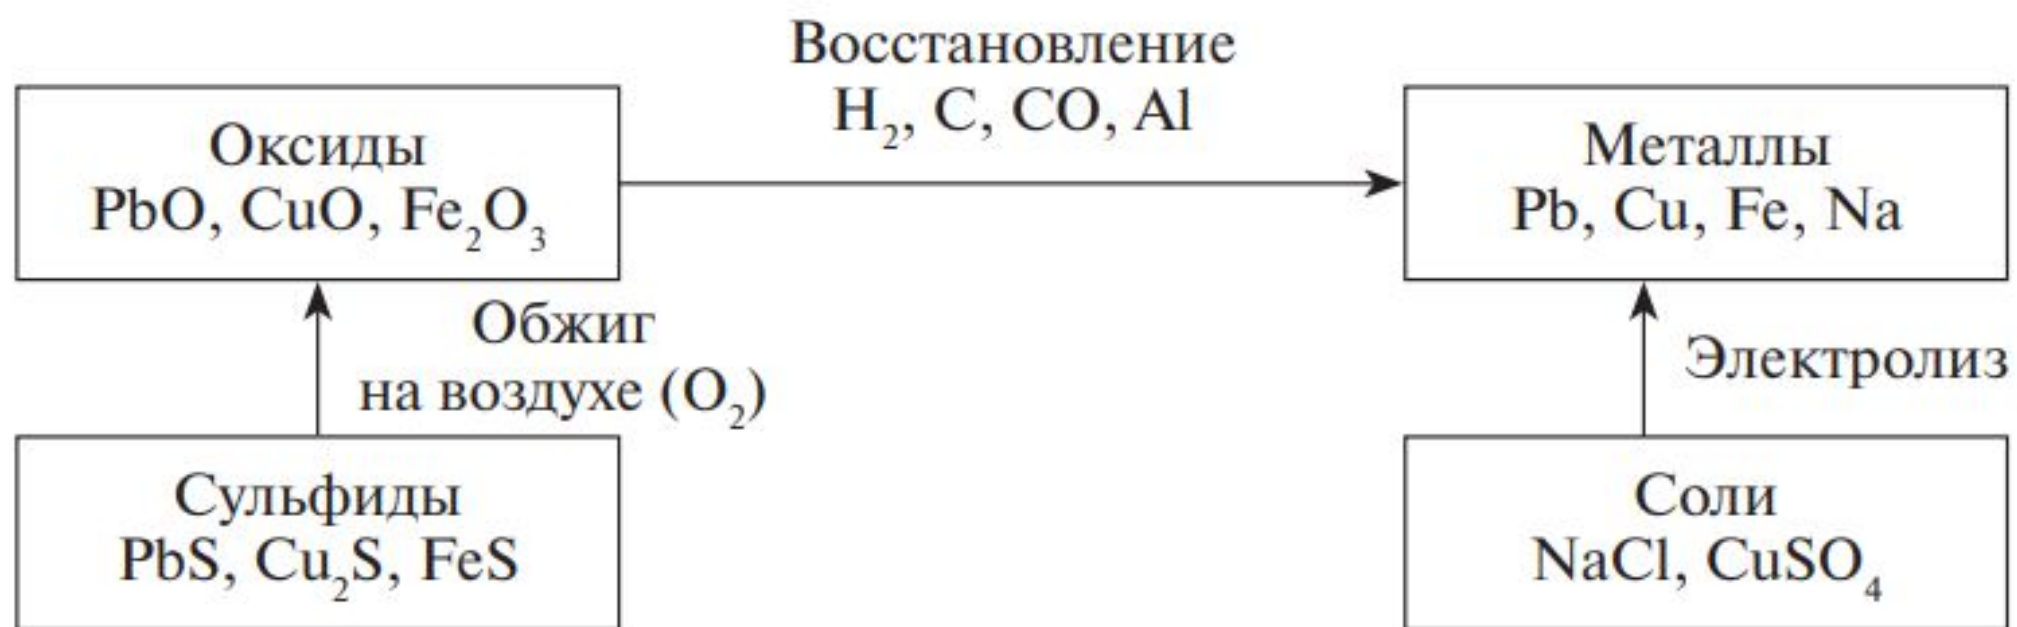 Восстановление
H₂, C, CO, Al
Оксиды
PbO, CuO, Fe₂O₃
Металлы
Pb, Cu, Fe, Na
Обжиг
на воздухе (O₂)
Электролиз
Сульфиды
PbS, Cu₂S, FeS
Соли
NaCl, CuSO₄